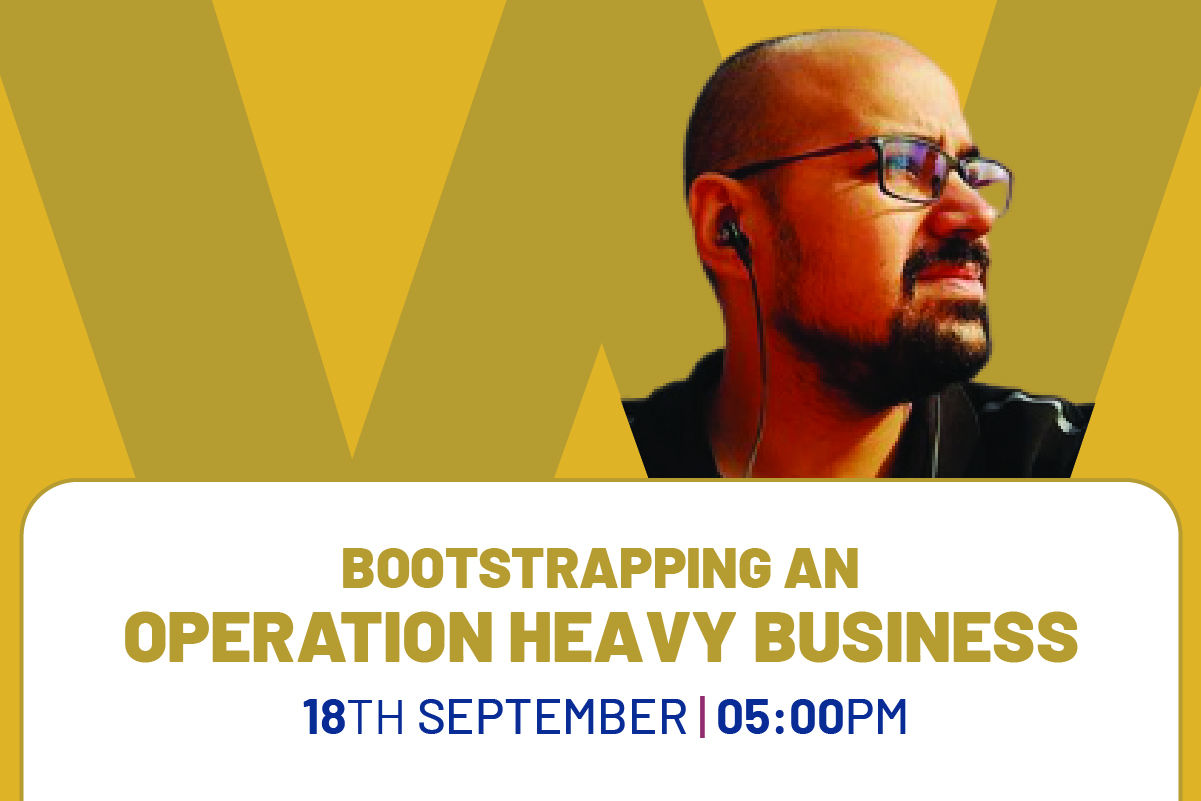 BOOTSTRAPPING AN
OPERATION HEAVY BUSINESS
18TH SEPTEMBER | 05:00PM